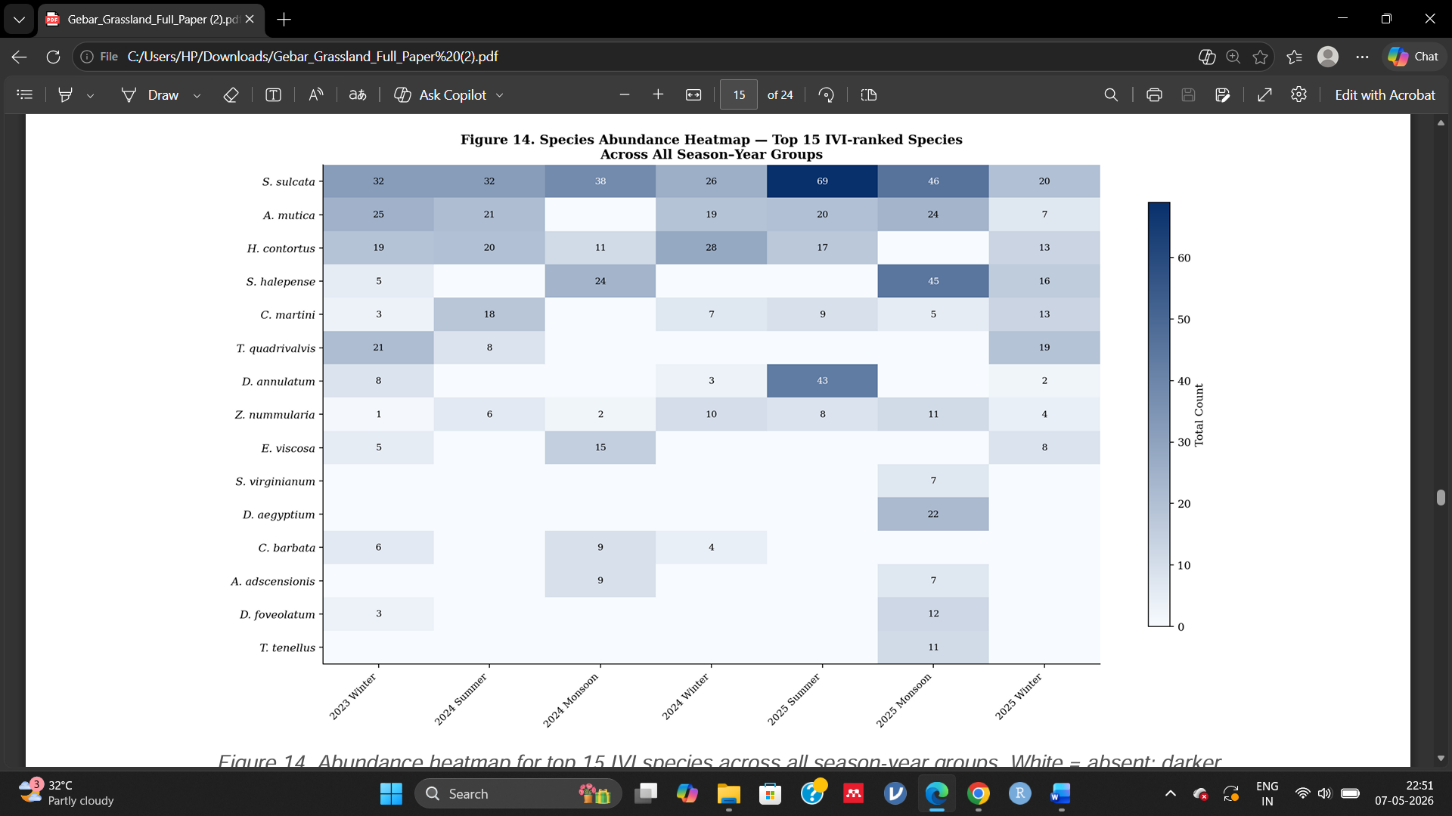 Gebar_Grassland_Full_Paper (2).pd
File C:/Users/HP/Downloads/Gebar_Grassland_Full_Paper%20(2).pdf
Chat
Draw
aあ
Ask Copilot
15 of 24
Edit with Acrobat
Figure 14. Species Abundance Heatmap — Top 15 IVI-ranked Species
Across All Season–Year Groups
S. sulcata 32 32 38 26 69 46 20
A. mutica 25 21 19 20 24 7
H. contortus 19 20 11 28 17 13
S. halepense 5 24 45 16
C. martini 3 18 7 9 5 13
T. quadrivalvis 21 8 19
D. annulatum 8 3 43 2
Z. nummularia 1 6 2 10 8 11 4
E. viscosa 5 15 8
S. virginianum 7
D. aegyptium 22
C. barbata 6 9 4
A. adscensionis 9 7
D. foveolatum 3 12
T. tenellus 11
2023 Winter 2024 Summer 2024 Monsoon 2024 Winter 2025 Summer 2025 Monsoon 2025 Winter
60
50
40
30
20
10
0
Total Count
Figure 14. Abundance heatmap for top 15 IVI species across all season-year groups. White = absent; darker
3
32°C
Partly cloudy
Search
ENG
IN
22:51
07-05-2026